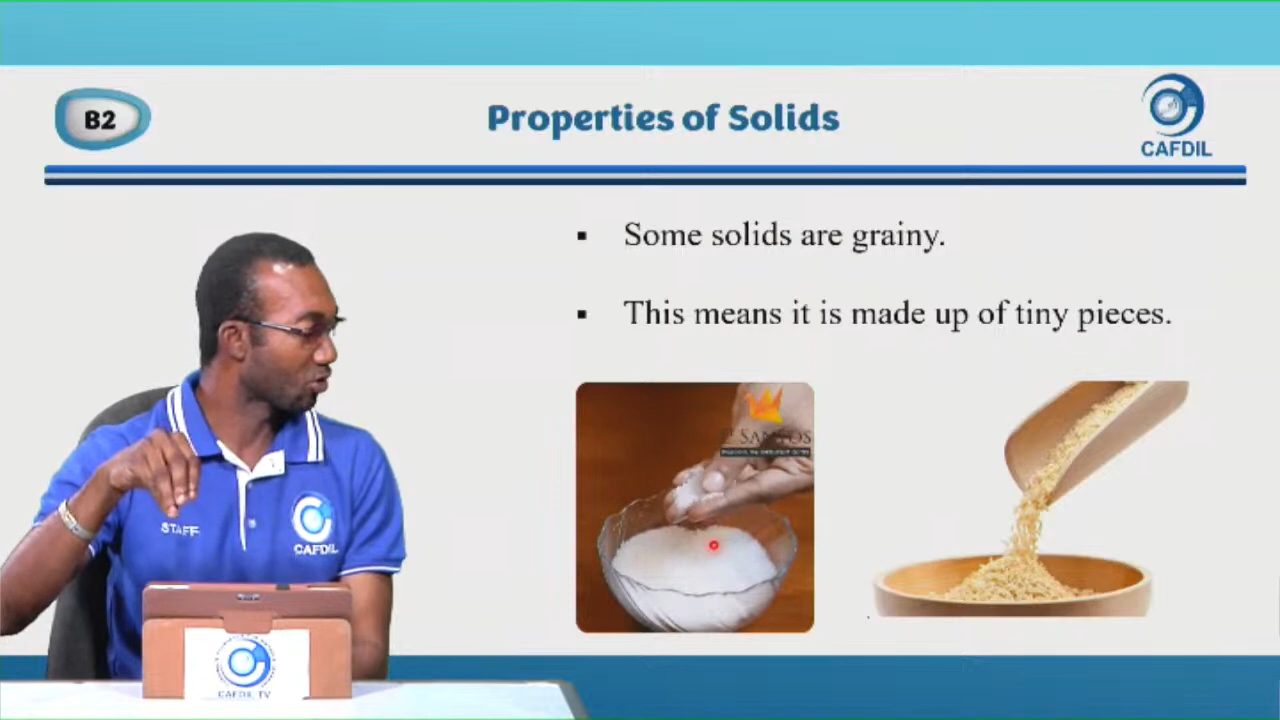 B2
Properties of Solids
CAFDIL
▪ Some solids are grainy.
▪ This means it is made up of tiny pieces.
STAFF
CAFDIL
CAFDIL TV